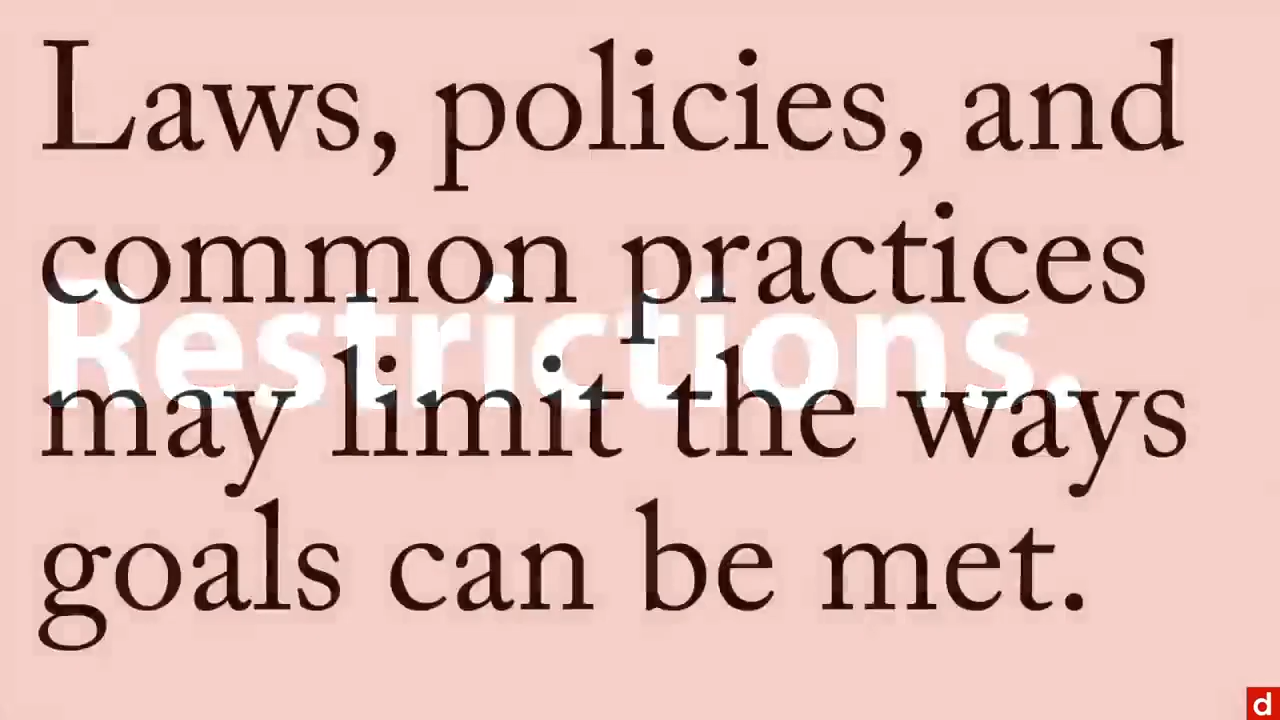 Laws, policies, and
common practices
Restrictions.
may limit the ways
goals can be met.
d